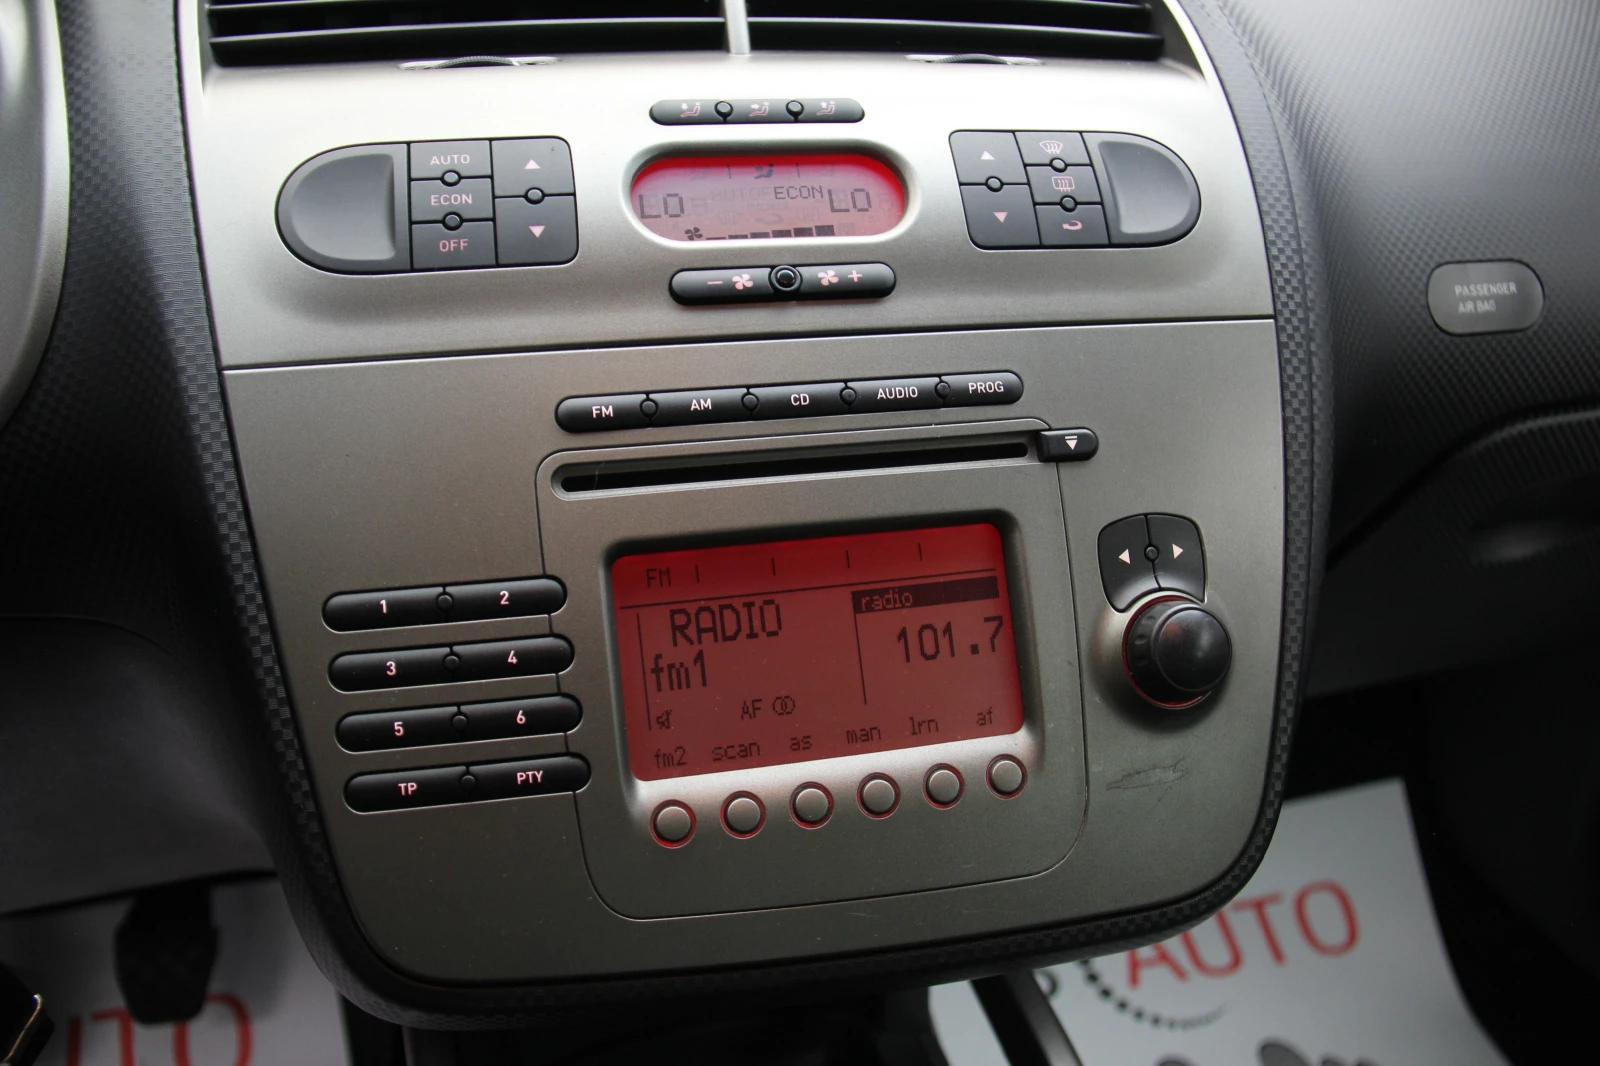 AUTO
ECON
OFF
ECON
LO LO
- +
PASSENGER
AIR BAG
FM AM CD AUDIO PROG
1 2
3 4
5 6
TP PTY
FM
RADIO
radio
fm1
101.7
AF
fm2 scan as man lrn af
AUTO
UTO